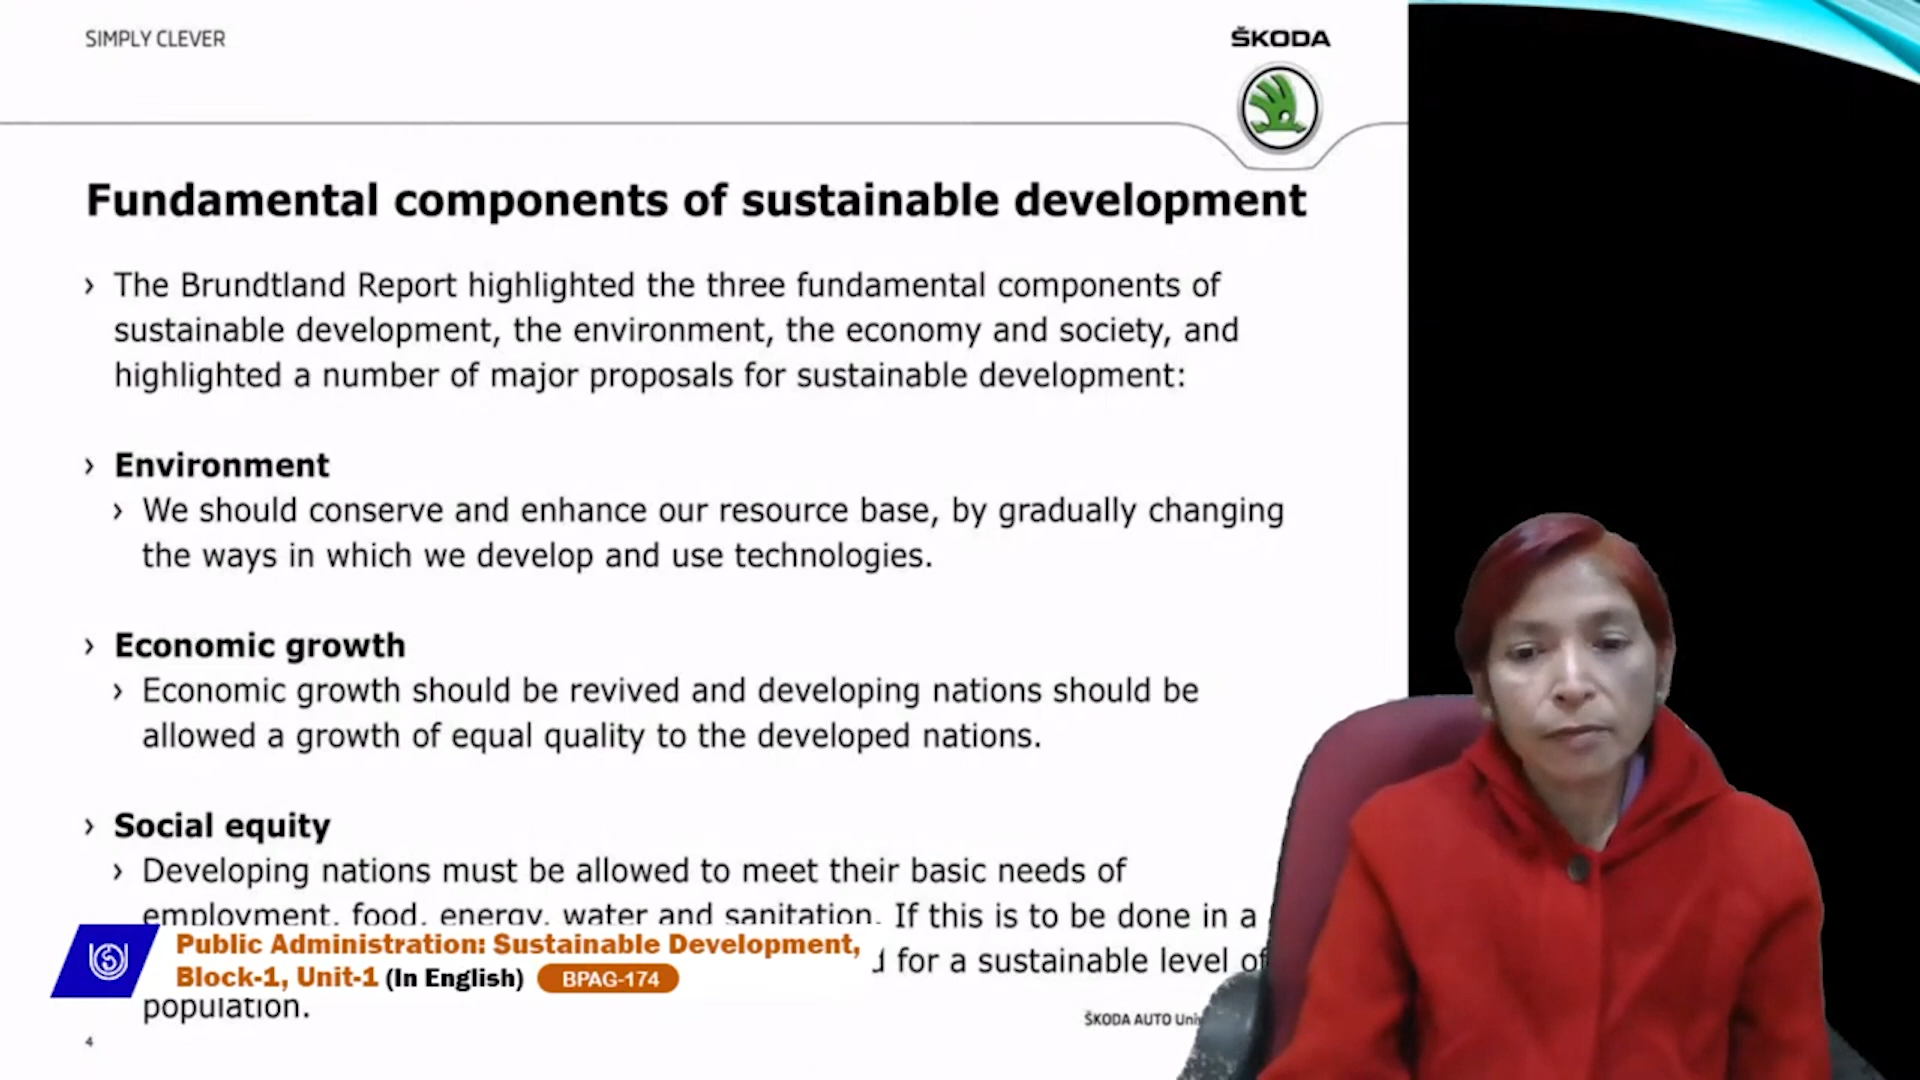 SIMPLY CLEVER
ŠKODA
Fundamental components of sustainable development
› The Brundtland Report highlighted the three fundamental components of
sustainable development, the environment, the economy and society, and
highlighted a number of major proposals for sustainable development:
› Environment
› We should conserve and enhance our resource base, by gradually changing
the ways in which we develop and use technologies.
› Economic growth
› Economic growth should be revived and developing nations should be
allowed a growth of equal quality to the developed nations.
› Social equity
› Developing nations must be allowed to meet their basic needs of
employment, food, energy, water and sanitation. If this is to be done in a
for a sustainable level of
population.
Public Administration: Sustainable Development,
Block-1, Unit-1 (In English) BPAG-174
ŠKODA AUTO
4